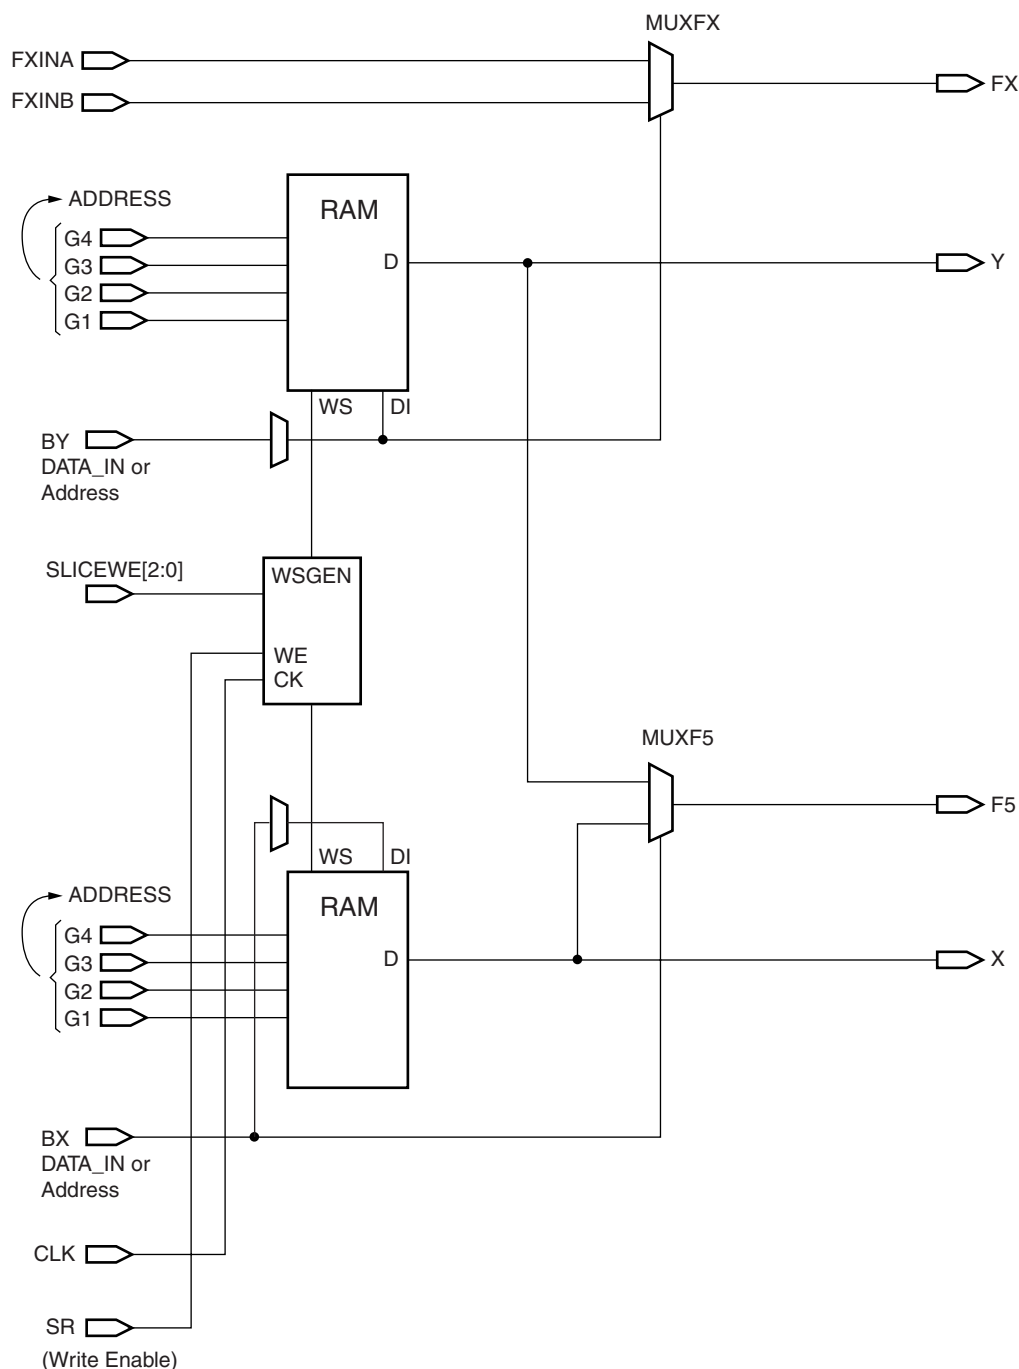 MUXFX
FXINA
FX
FXINB
ADDRESS
RAM
G4
G3
D
Y
G2
G1
WS
DI
BY
DATA_IN or
Address
SLICEWE[2:0]
WSGEN
WE
CK
MUXF5
F5
WS
DI
ADDRESS
RAM
G4
G3
D
X
G2
G1
BX
DATA_IN or
Address
CLK
SR
(Write Enable)